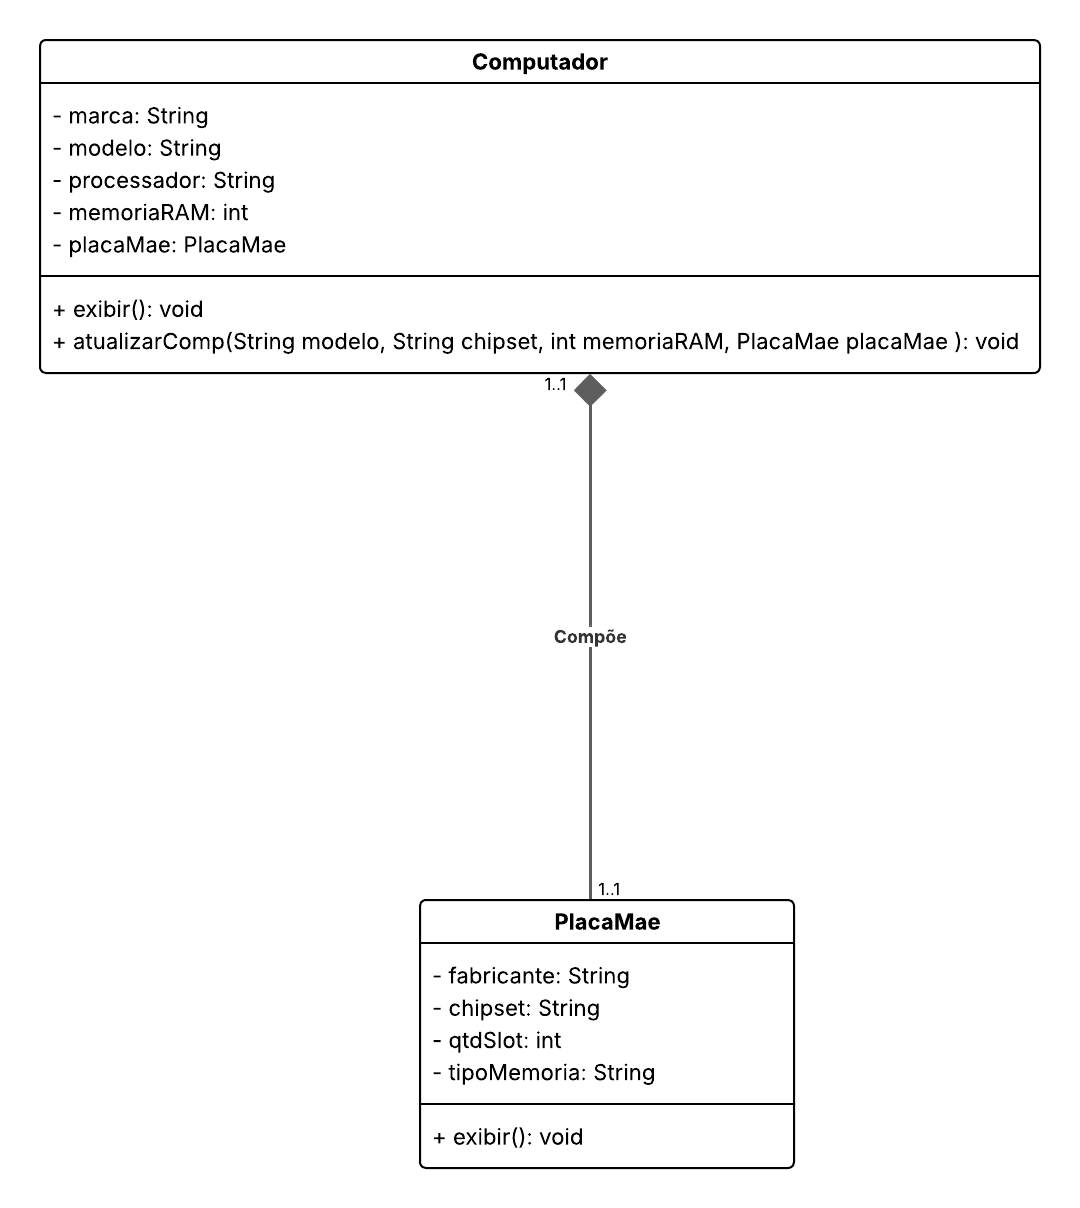 Computador
- marca: String
- modelo: String
- processador: String
- memoriaRAM: int
- placaMae: PlacaMae
+ exibir(): void
+ atualizarComp(String modelo, String chipset, int memoriaRAM, PlacaMae placaMae ): void
1..1
Compõe
1..1
PlacaMae
- fabricante: String
- chipset: String
- qtdSlot: int
- tipoMemoria: String
+ exibir(): void